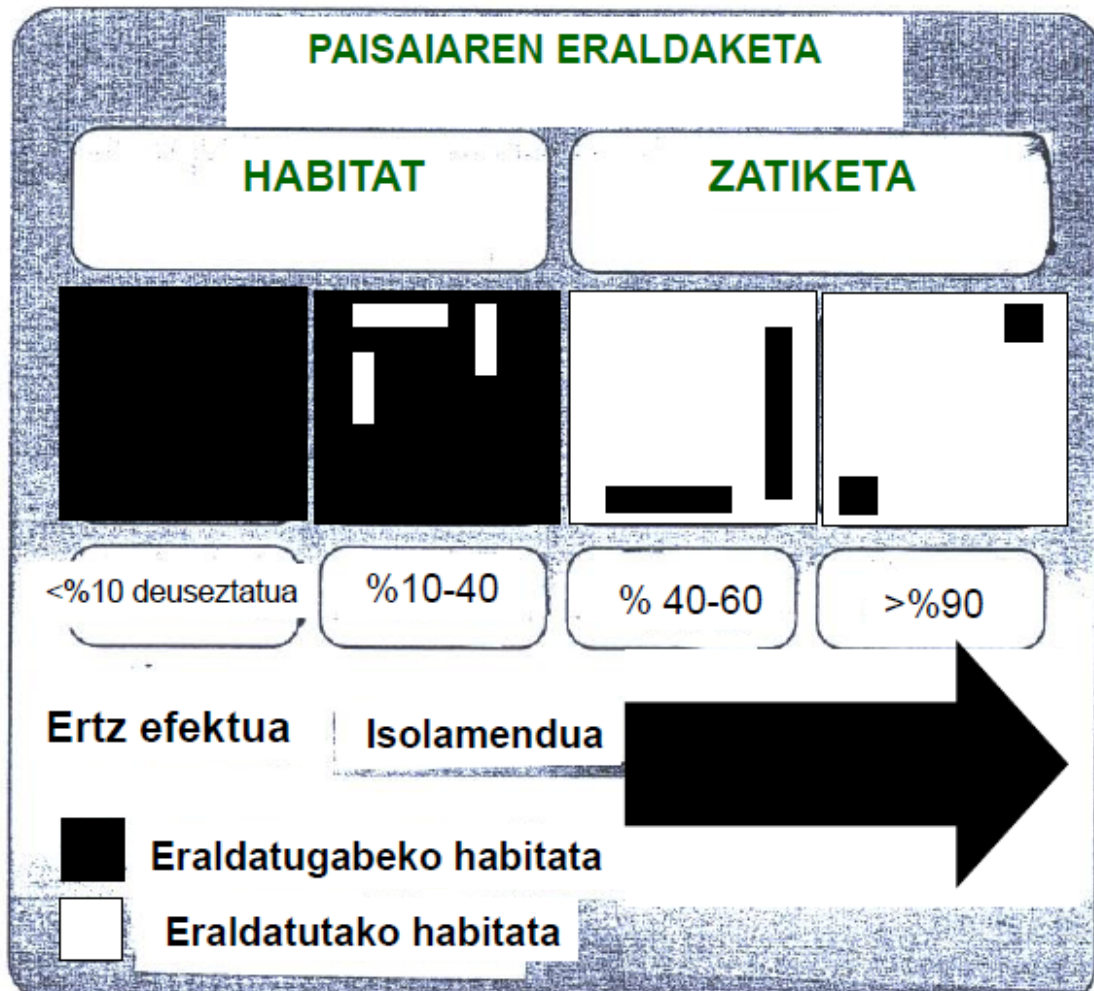 PAISAIAREN ERALDAKETA
HABITAT
ZATIKETA
<%10 deuseztatua
%10-40
% 40-60
>%90
Ertz efektua
Isolamendua
Eraldatugabeko habitata
Eraldatutako habitata